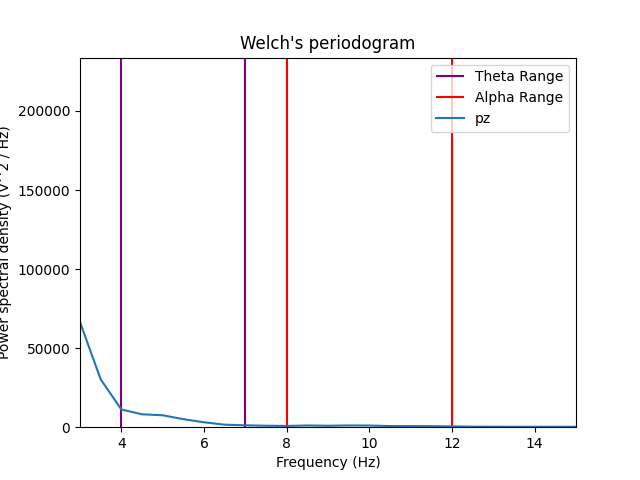 Welch's periodogram
Theta Range
Alpha Range
pz
Power spectral density (V**2 / Hz)
200000
150000
100000
50000
0
4
6
8
10
12
14
Frequency (Hz)